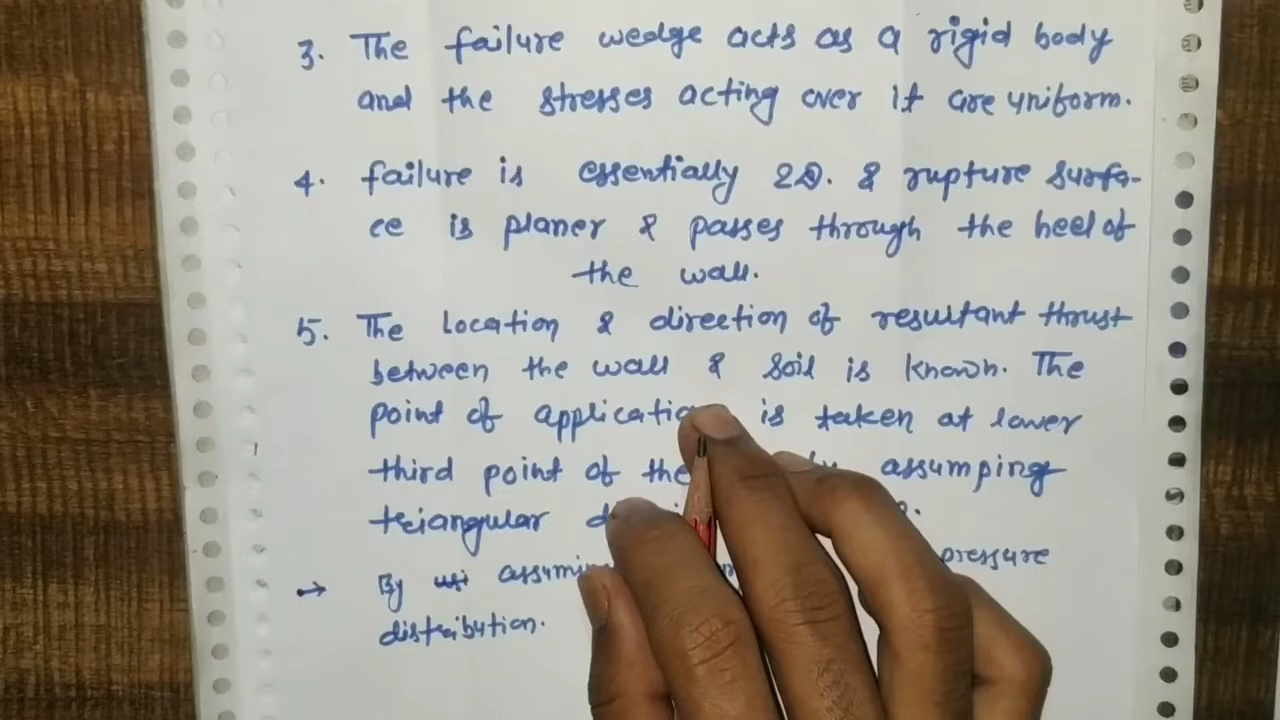 3. The failure wedge acts as a rigid body
and the stresses acting over it are uniform.
4. failure is essentially 2D. & rupture surfa-
ce is planer & passes through the heel of
the wall.
5. The location & direction of resultant thrust
between the wall & soil is known. The
point of application is taken at lower
third point of the assumping
triangular
→ By assuming pressure
distribution.